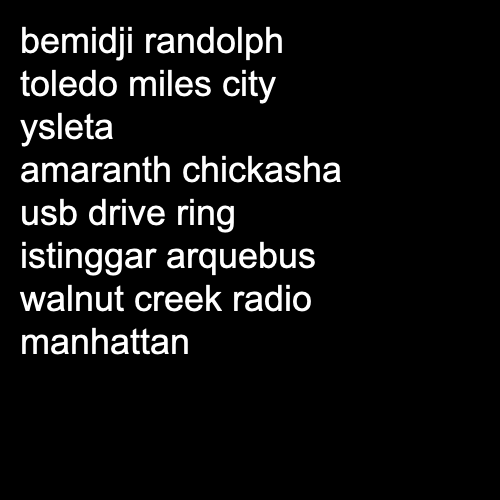 bemidji randolph
toledo miles city
ysleta
amaranth chickasha
usb drive ring
istinggar arquebus
walnut creek radio
manhattan